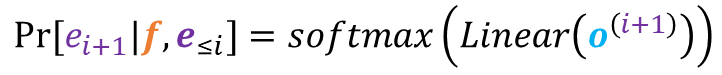 Pr[e_{i+1}|f, e_{≤i}] = softmax(Linear(o^{(i+1)}))